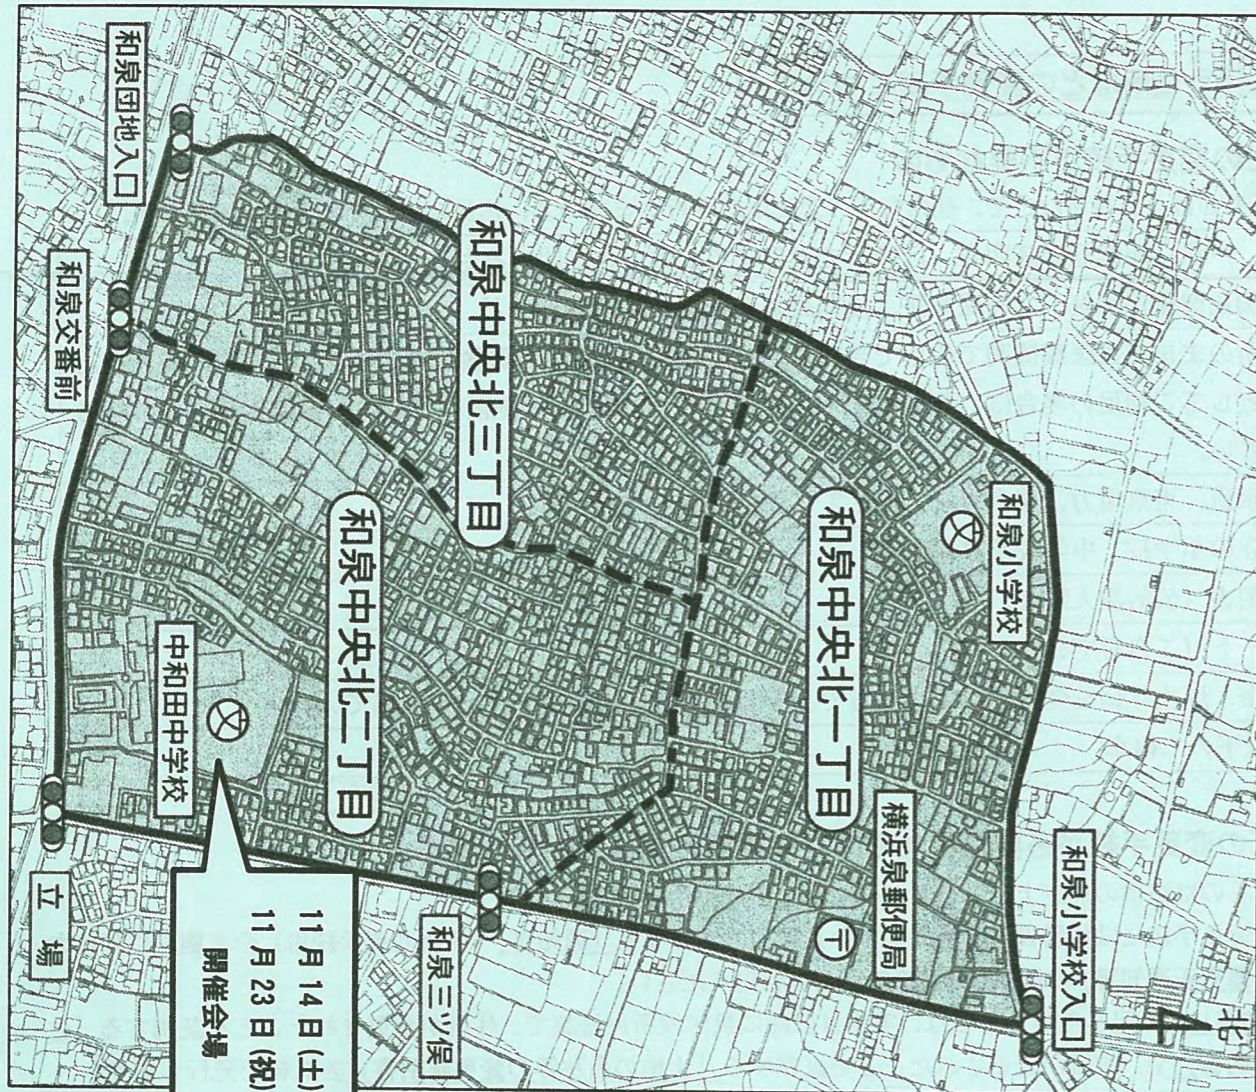 北
和泉小学校入口
和泉小学校
横浜泉郵便局
〒
和泉中央北一丁目
和泉中央北三丁目
和泉中央北二丁目
和泉団地入口
和泉三ツ俣
和泉交番前
文
中和田中学校
文
立場
11月14日(土)
11月23日(祝)
開催会場